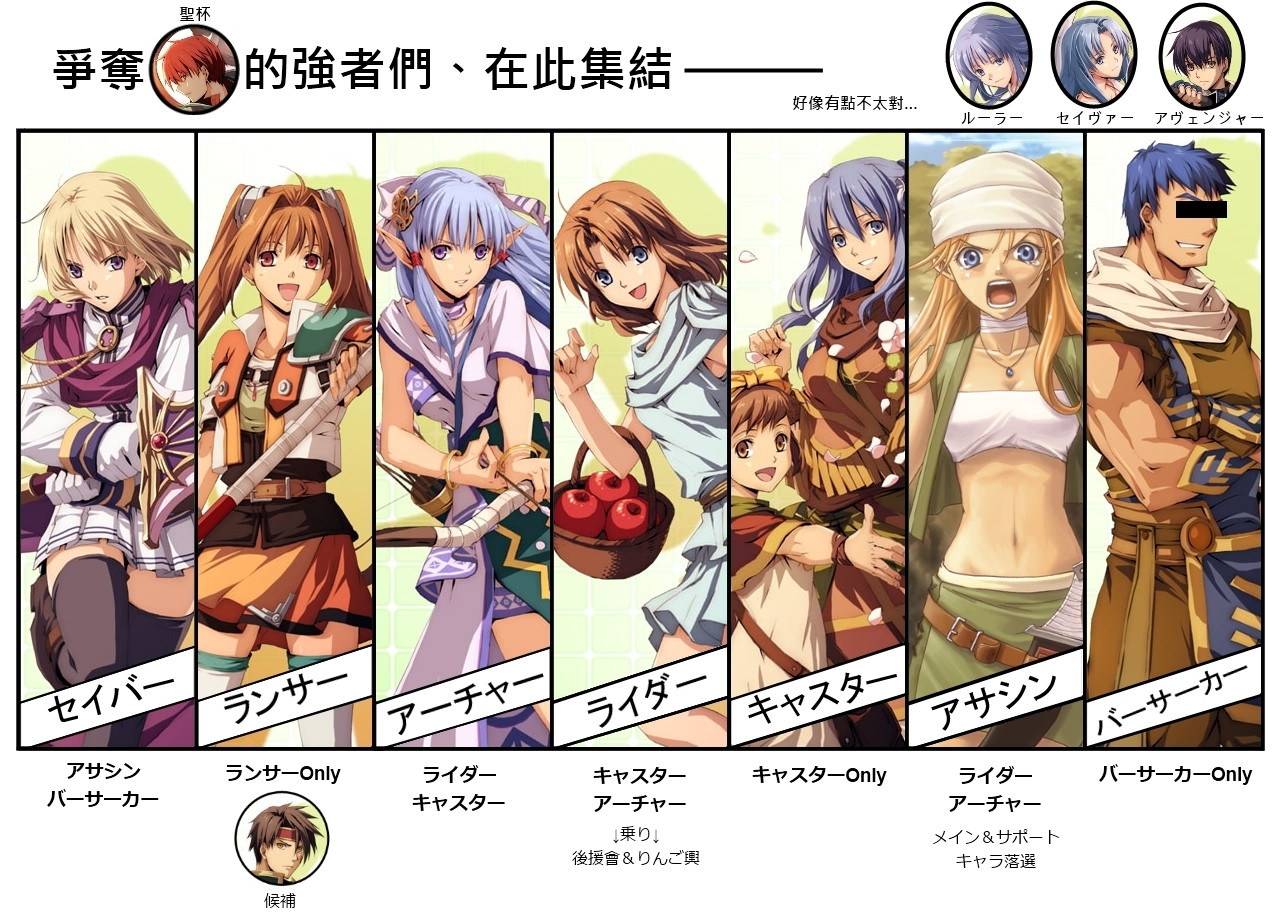 聖杯
爭奪的強者們、在此集結———
好像有點不太對...
ルーラー
セイヴァー
アヴェンジャー
セイバー
ランサー
アーチャー
ライダー
キャスター
アサシン
バーサーカー
アサシン
バーサーカー
ランサーOnly
候補
ライダー
キャスター
キャスター
アーチャー
↓乗り↓
後援會&りんご輿
キャスターOnly
ライダー
アーチャー
メイン&サポート
キャラ落選
バーサーカーOnly